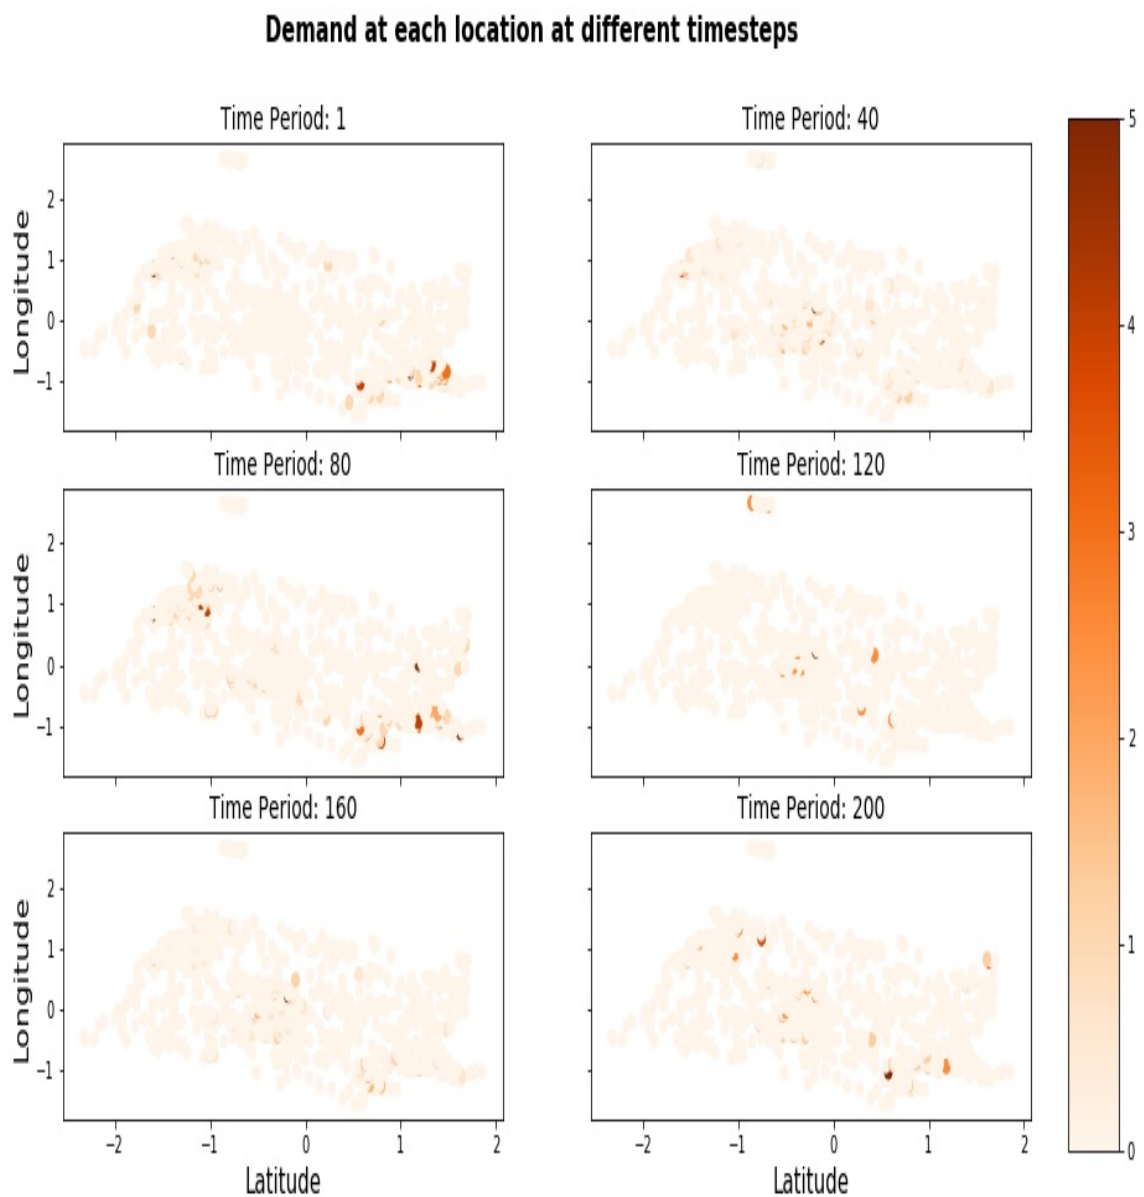 Demand at each location at different timesteps
Time Period: 1
Time Period: 40
Longitude
2
1
0
−1
5
4
3
2
1
0
Time Period: 80
Time Period: 120
Longitude
2
1
0
−1
Time Period: 160
Time Period: 200
Longitude
2
1
0
−1
−2 −1 0 1 2
−2 −1 0 1 2
Latitude
Latitude